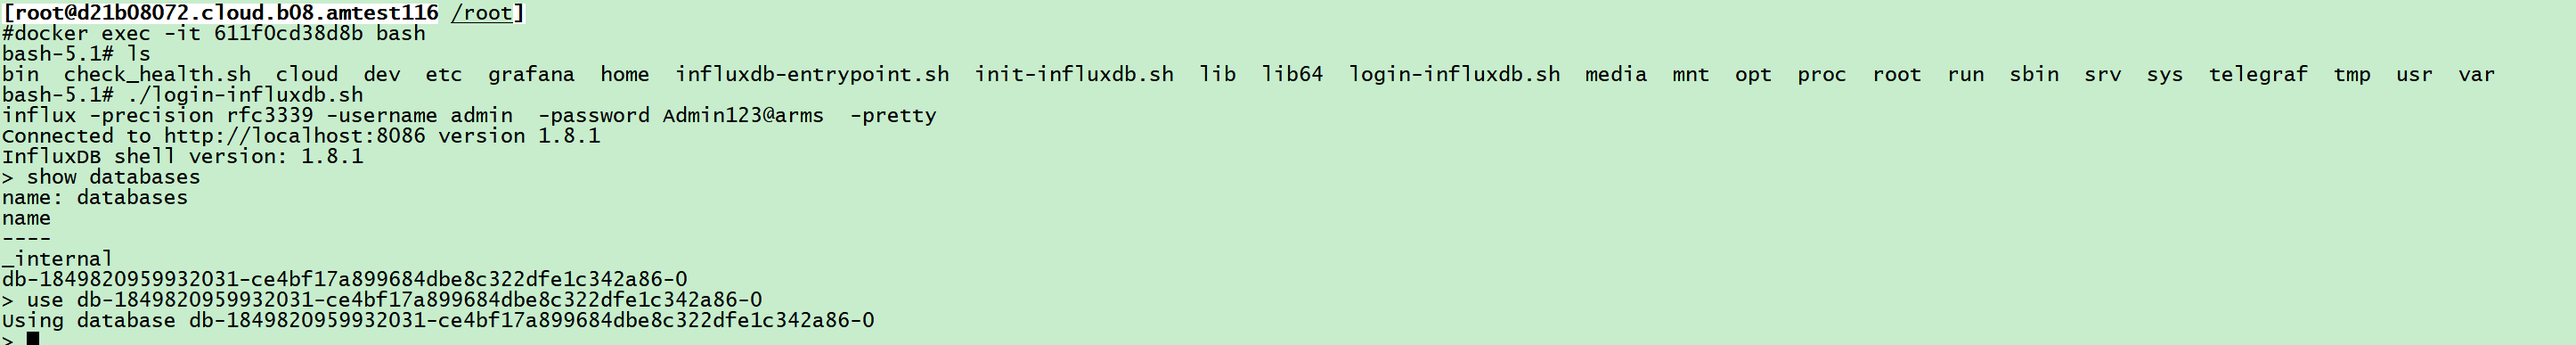 [root@d21b08072.cloud.b08.amtest116 /root]
#docker exec -it 611f0cd38d8b bash
bash-5.1# ls
bin  check_health.sh  cloud  dev  etc  grafana  home  influxdb-entrypoint.sh  init-influxdb.sh  lib  lib64  login-influxdb.sh  media  mnt  opt  proc  root  run  sbin  srv  sys  telegraf  tmp  usr  var
bash-5.1# ./login-influxdb.sh
influx -precision rfc3339 -username admin  -password Admin123@arms  -pretty
Connected to http://localhost:8086 version 1.8.1
InfluxDB shell version: 1.8.1
> show databases
name: databases
name
----
_internal
db-1849820959932031-ce4bf17a899684dbe8c322dfe1c342a86-0
> use db-1849820959932031-ce4bf17a899684dbe8c322dfe1c342a86-0
Using database db-1849820959932031-ce4bf17a899684dbe8c322dfe1c342a86-0
>